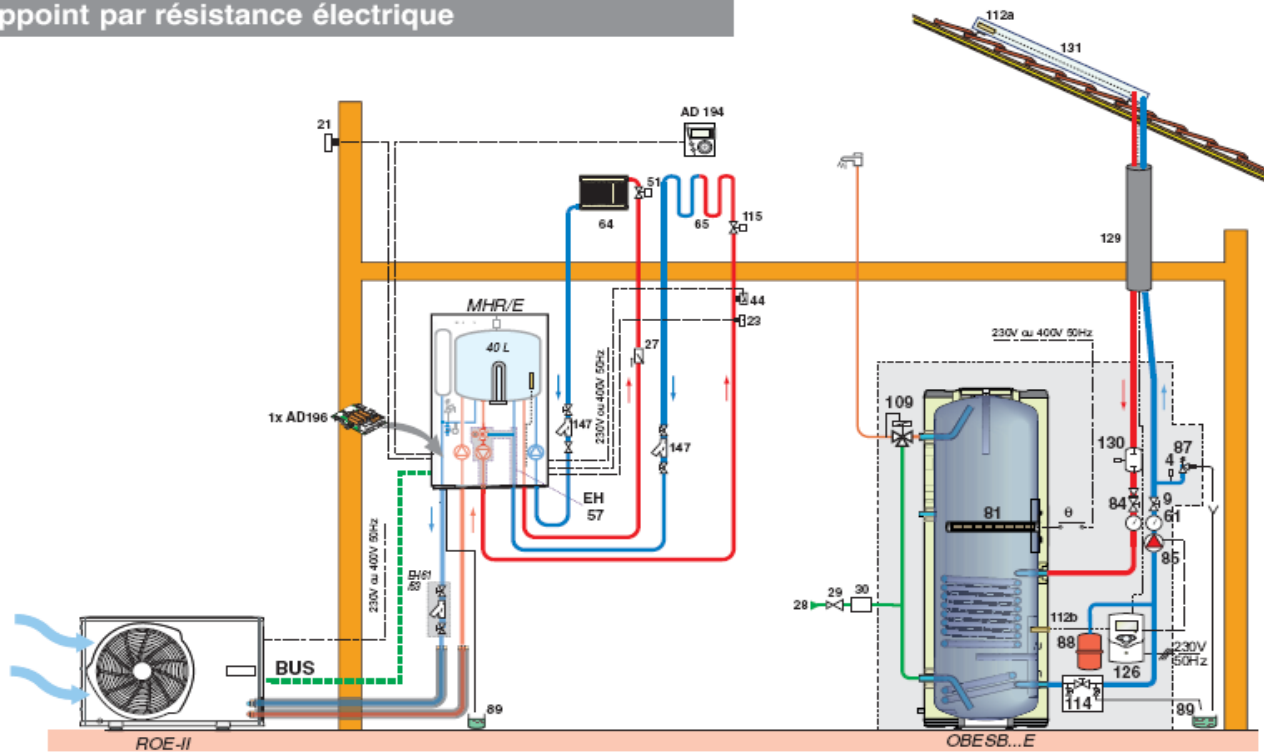 ppoint par résistance électrique
112a
131
21
AD 194
51
64
65
115
129
MHR/E
44
23
40 L
27
230V ou 400V 50Hz
230V ou 400V 50Hz
1x AD196
147
147
109
130
4
87
EH
57
81
θ
84
9
61
85
230V ou 400V 50Hz
EH61
28
29
30
112b
88
126
230V
50Hz
BUS
114
89
89
ROE-II
OBESB...E